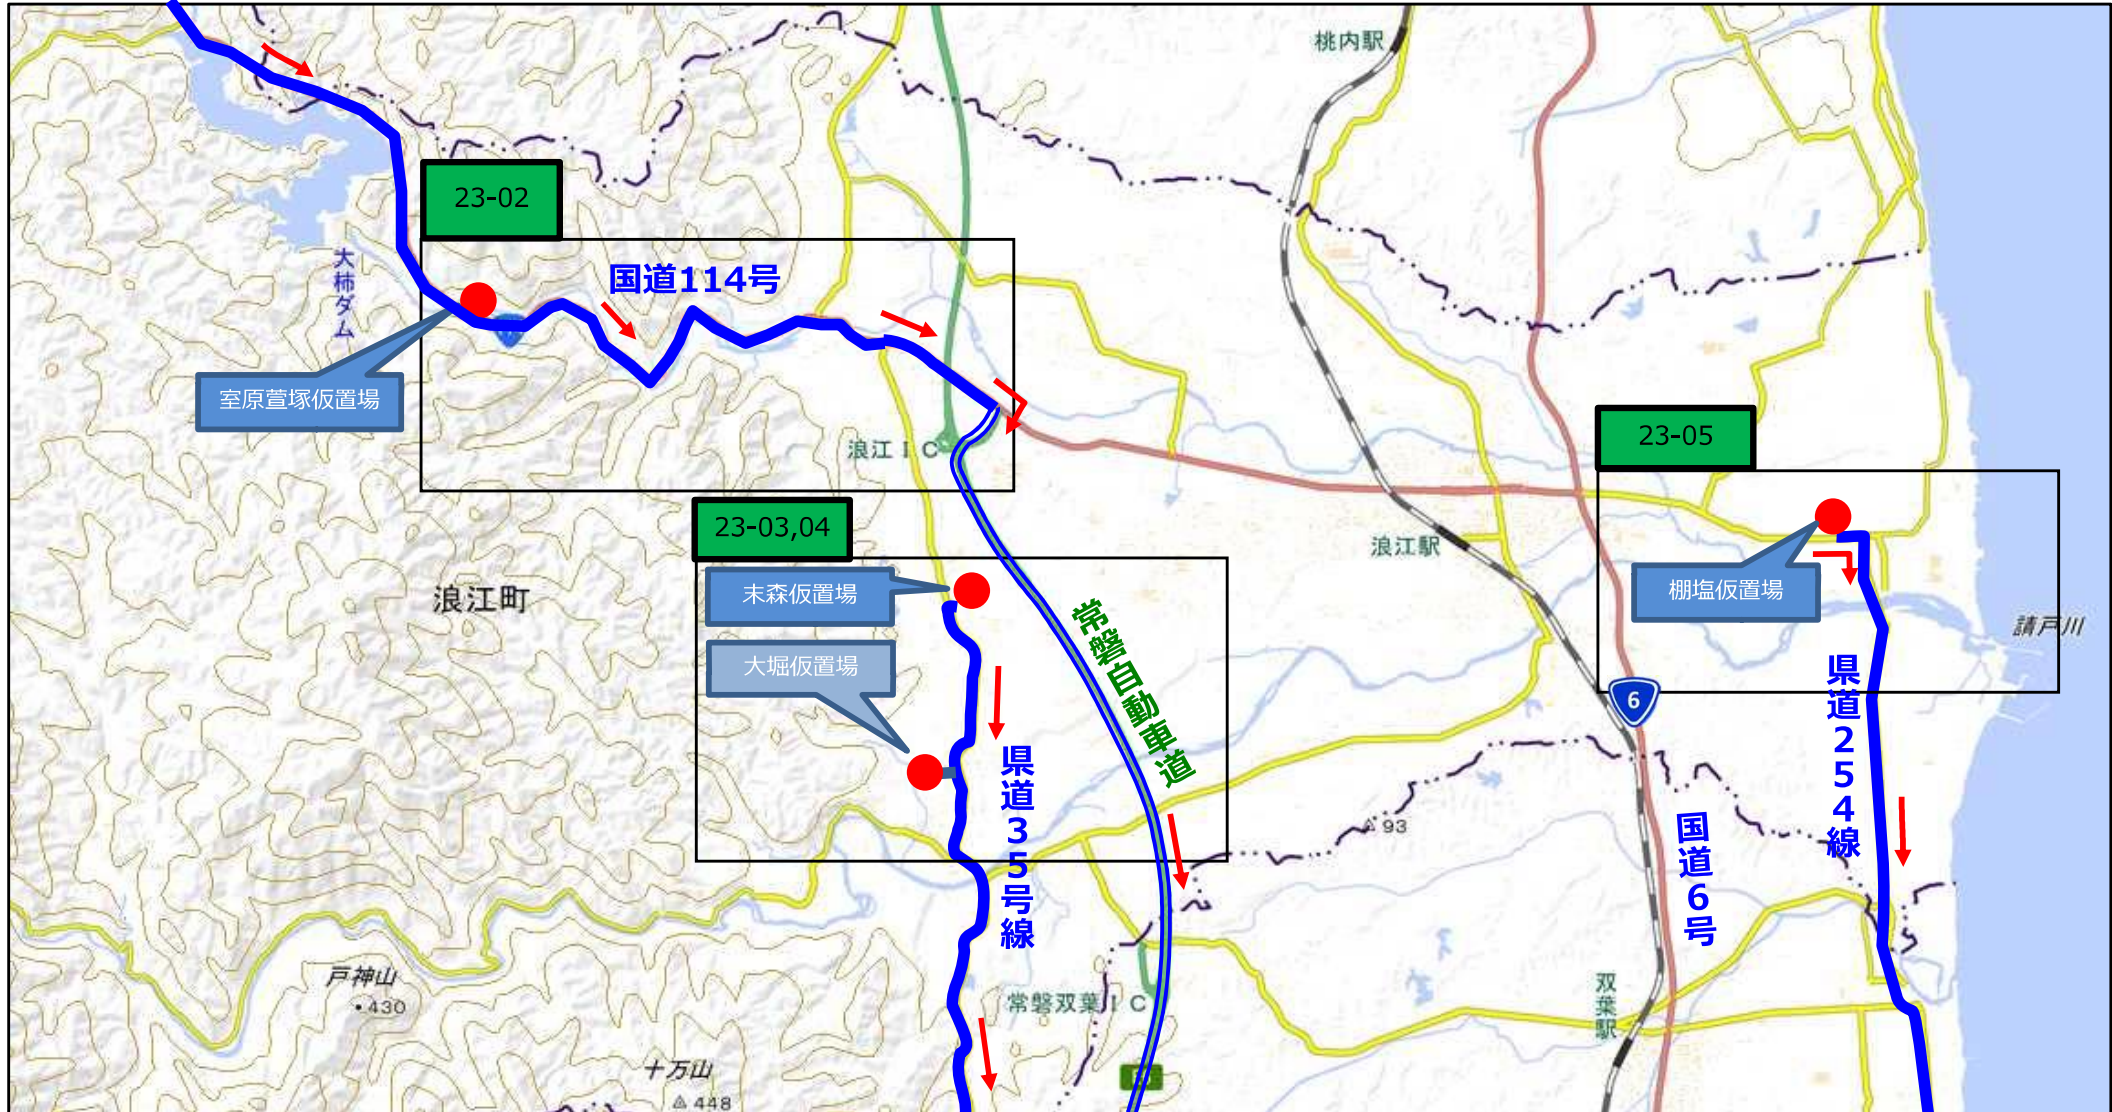 桃内駅
23-02
大柿ダム
国道114号
室原萱塚仮置場
浪江IC
23-05
23-03,04
浪江駅
浪江町
末森仮置場
棚塩仮置場
常磐自動車道
請戸川
大堀仮置場
県道254線
6
県道35号線
国道6号
93
戸神山
430
常磐双葉IC
双葉駅
十万山
448